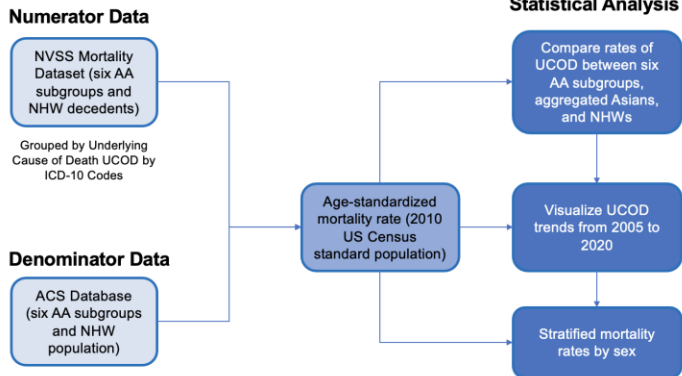 Numerator Data
NVSS Mortality
Dataset (six AA
subgroups and
NHW decedents)
Grouped by Underlying
Cause of Death UCOD by
ICD-10 Codes
Denominator Data
ACS Database
(six AA subgroups
and NHW
population)
Age-standardized
mortality rate (2010
US Census
standard population)
Statistical Analysis
Compare rates of
UCOD between six
AA subgroups,
aggregated Asians,
and NHWs
Visualize UCOD
trends from 2005 to
2020
Stratified mortality
rates by sex